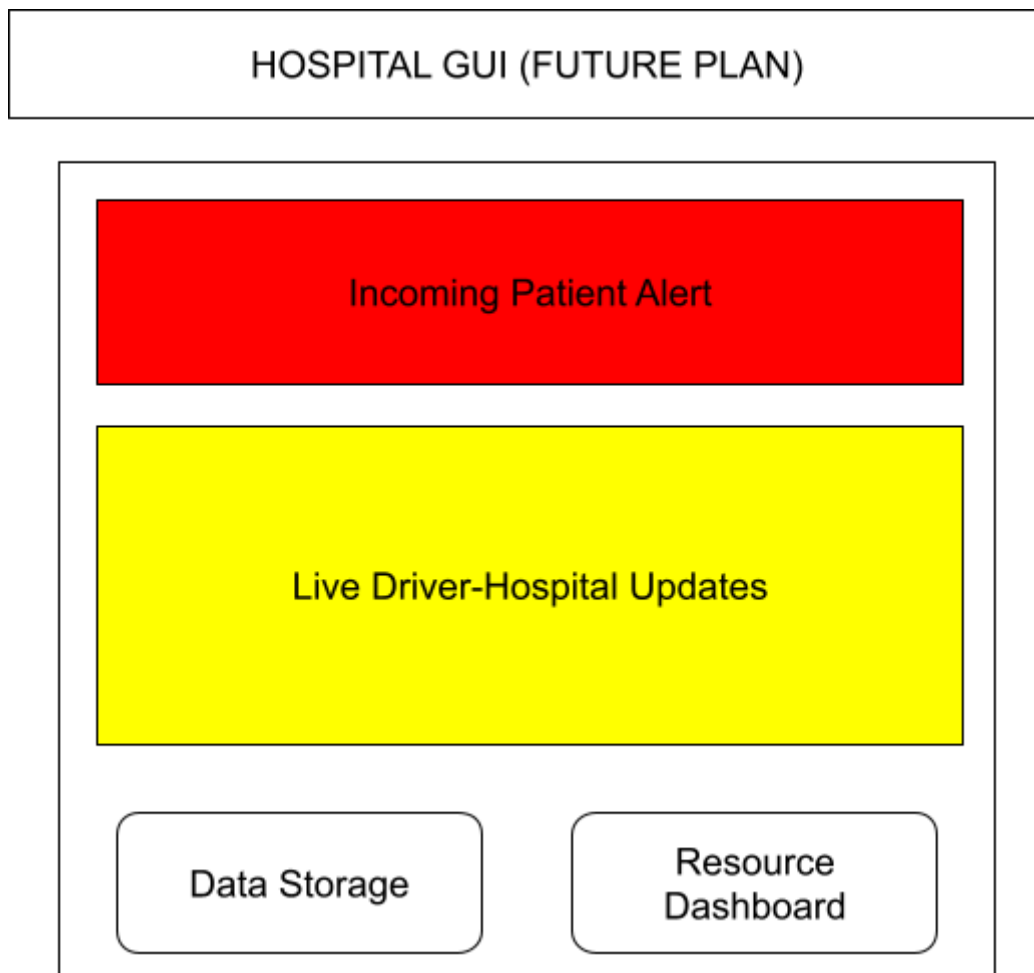 HOSPITAL GUI (FUTURE PLAN)
Incoming Patient Alert
Live Driver-Hospital Updates
Data Storage
Resource
Dashboard